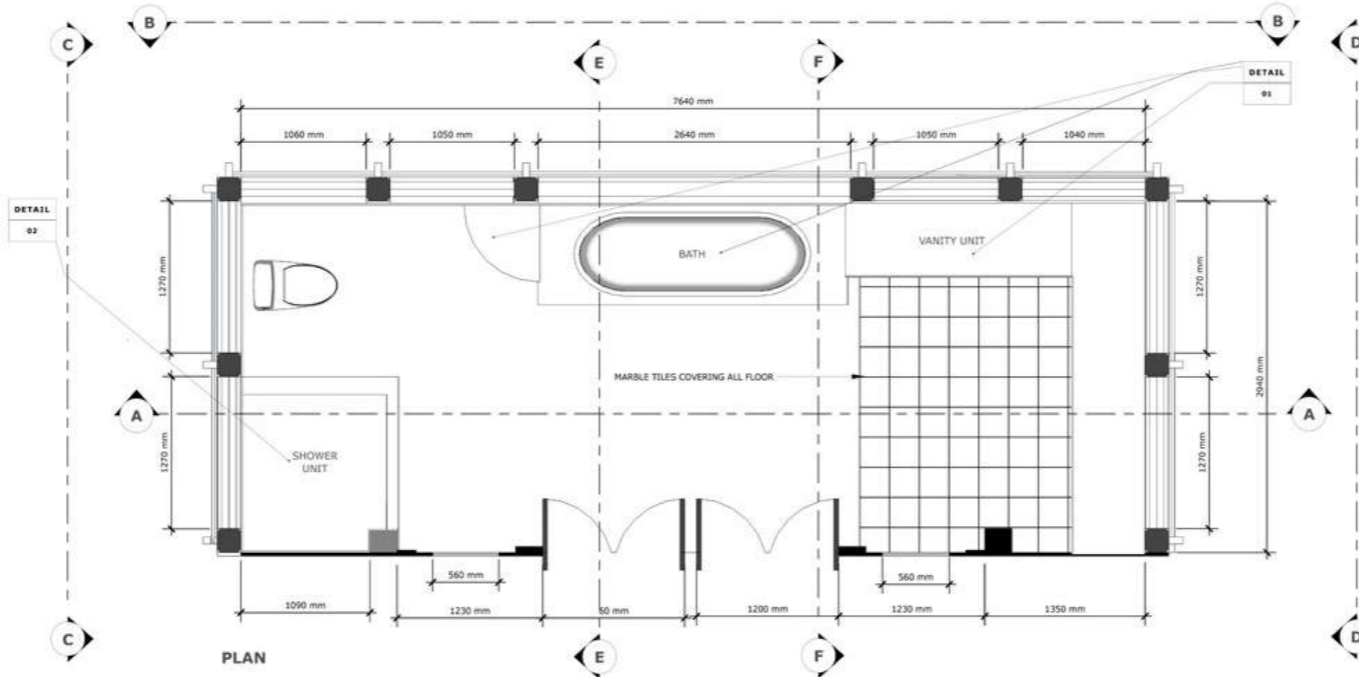 B
B
C
D
E
F
DETAIL
01
7640 mm
1060 mm
1050 mm
2640 mm
1050 mm
1040 mm
DETAIL
02
VANITY UNIT
BATH
1270 mm
1270 mm
MARBLE TILES COVERING ALL FLOOR
2940 mm
A
A
1270 mm
1270 mm
SHOWER
UNIT
560 mm
560 mm
1090 mm
1230 mm
50 mm
1200 mm
1230 mm
1350 mm
C
D
E
F
PLAN